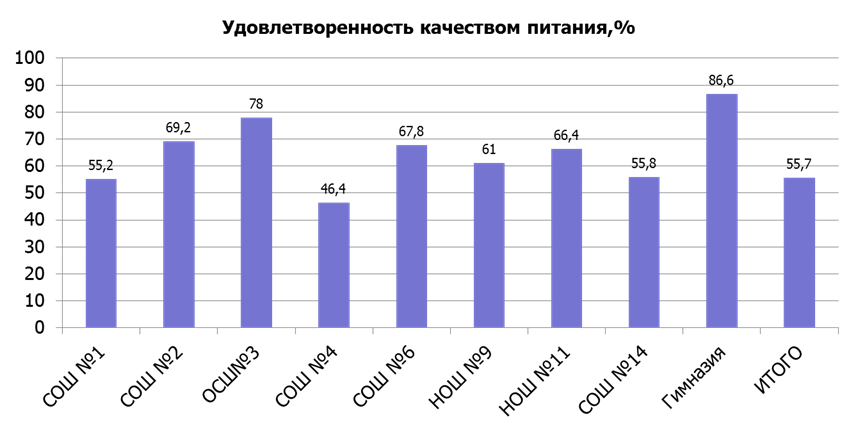 Удовлетворенность качеством питания,%
100
90
80
70
60
50
40
30
20
10
0
55,2
69,2
78
46,4
67,8
61
66,4
55,8
86,6
55,7
СОШ №1
СОШ №2
ОСШ№3
СОШ №4
СОШ №6
НОШ №9
НОШ №11
СОШ №14
Гимназия
ИТОГО